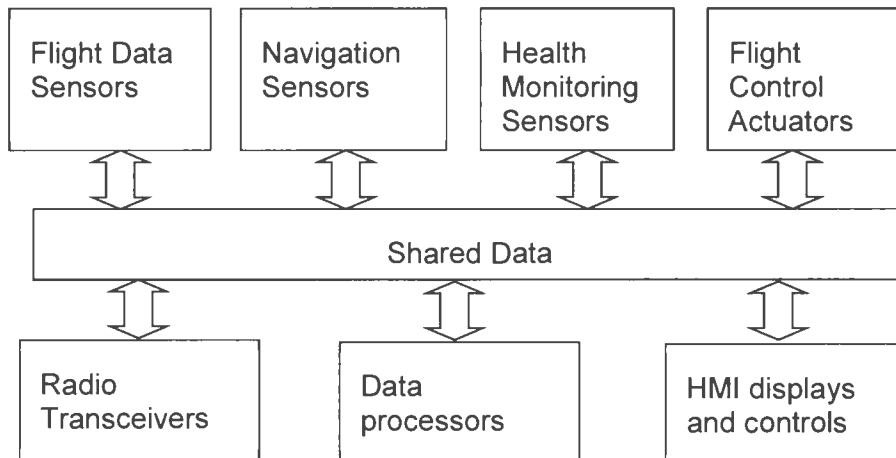 Flight Data
Sensors
Navigation
Sensors
Health
Monitoring
Sensors
Flight
Control
Actuators
Shared Data
Radio
Transceivers
Data
processors
HMI displays
and controls